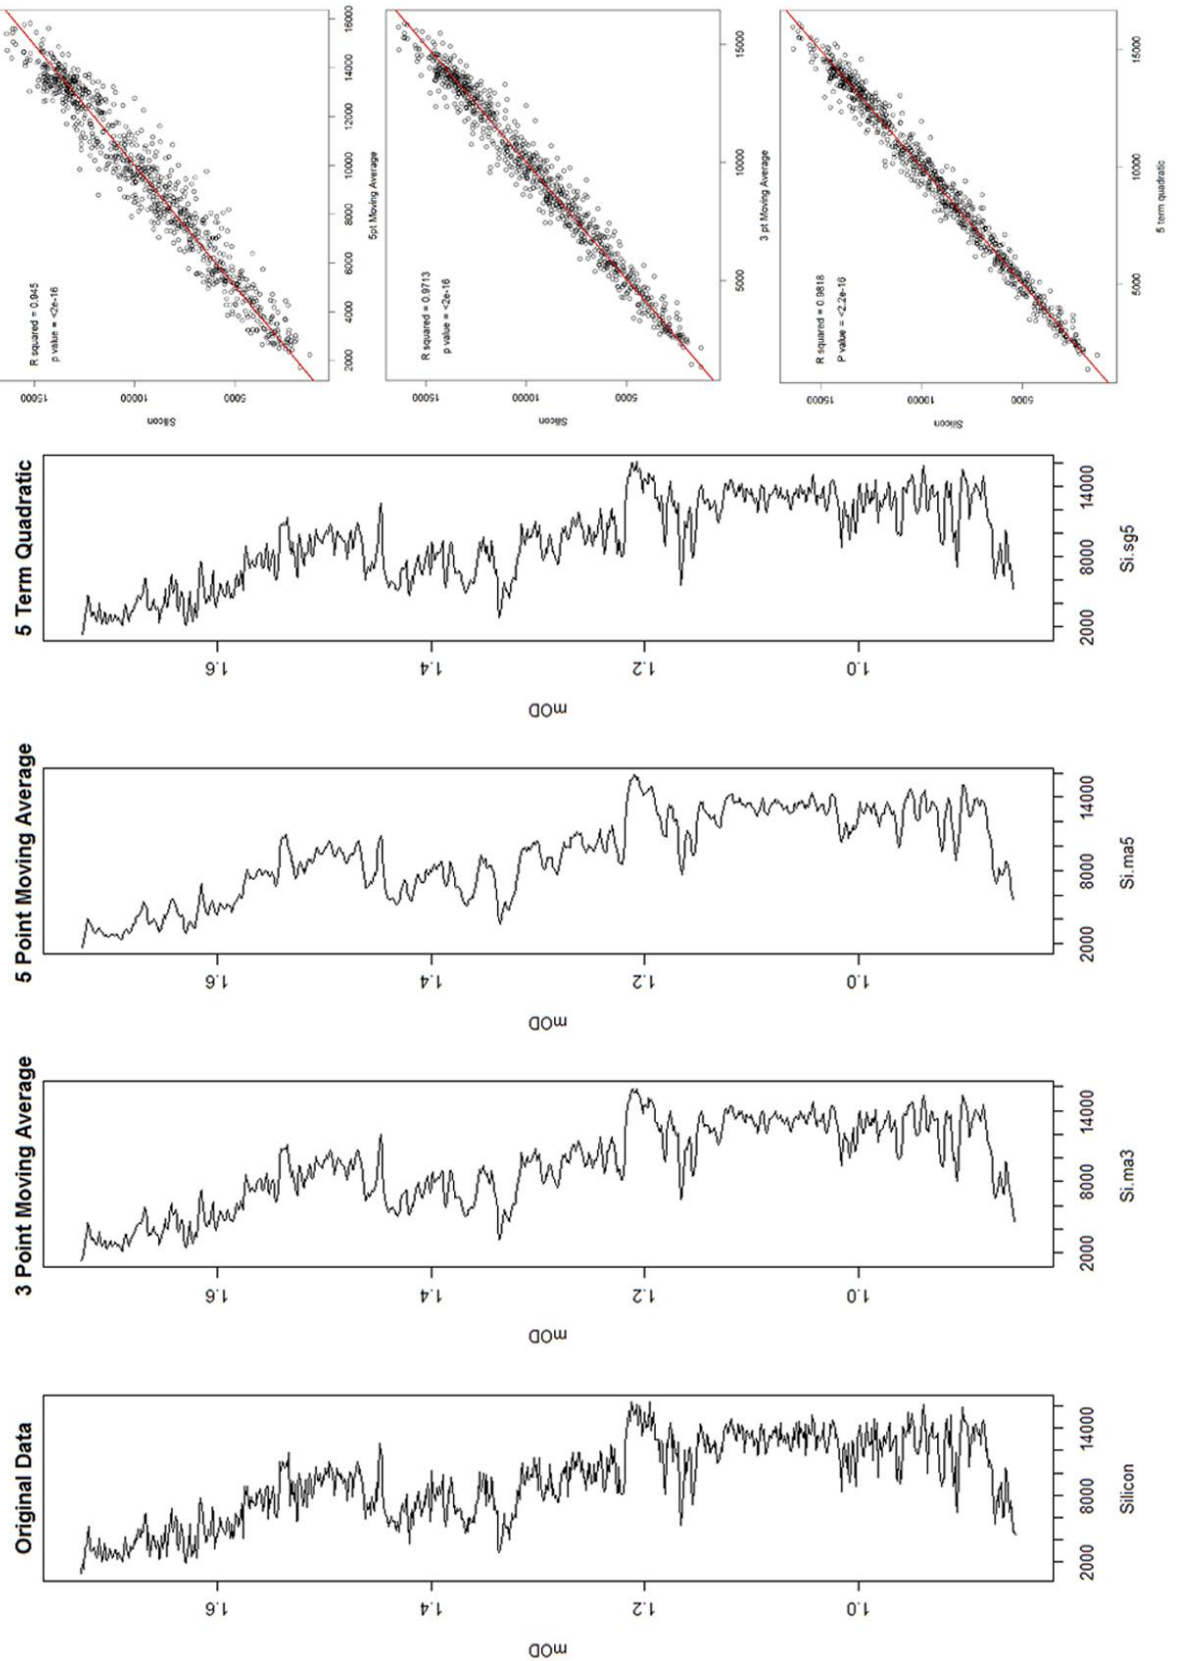 Original Data
mOD
1.6
1.4
1.2
1.0
2000
8000
14000
Silicon
3 Point Moving Average
mOD
1.6
1.4
1.2
1.0
2000
8000
14000
Si.ma3
5 Point Moving Average
mOD
1.6
1.4
1.2
1.0
2000
8000
14000
Si.ma5
5 Term Quadratic
mOD
1.6
1.4
1.2
1.0
2000
8000
14000
Si.sg5
R squared = 0.945
p value = <2e-16
Silicon
15000
10000
5000
2000
4000
6000
8000
10000
12000
14000
16000
5pt Moving Average
R squared = 0.9713
p value = <2e-16
Silicon
15000
10000
5000
5000
10000
15000
3 pt Moving Average
R squared = 0.9818
P value = <2.2e-16
Silicon
15000
10000
5000
5000
10000
15000
5 term quadratic